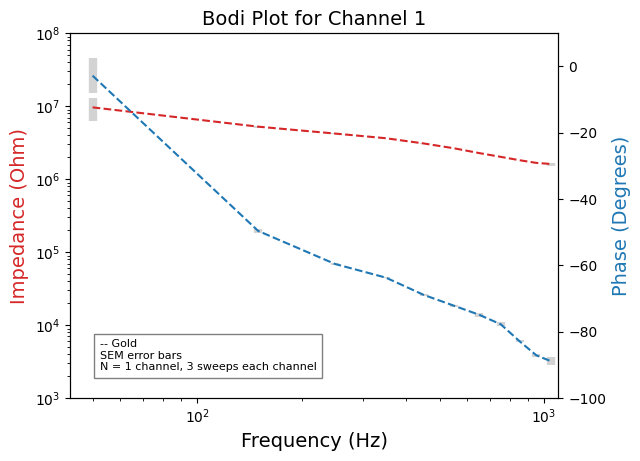 Bodi Plot for Channel 1
10^8
10^7
10^6
10^5
10^4
10^3
Impedance (Ohm)
0
−20
−40
−60
−80
−100
Phase (Degrees)
-- Gold
SEM error bars
N = 1 channel, 3 sweeps each channel
10^2
10^3
Frequency (Hz)